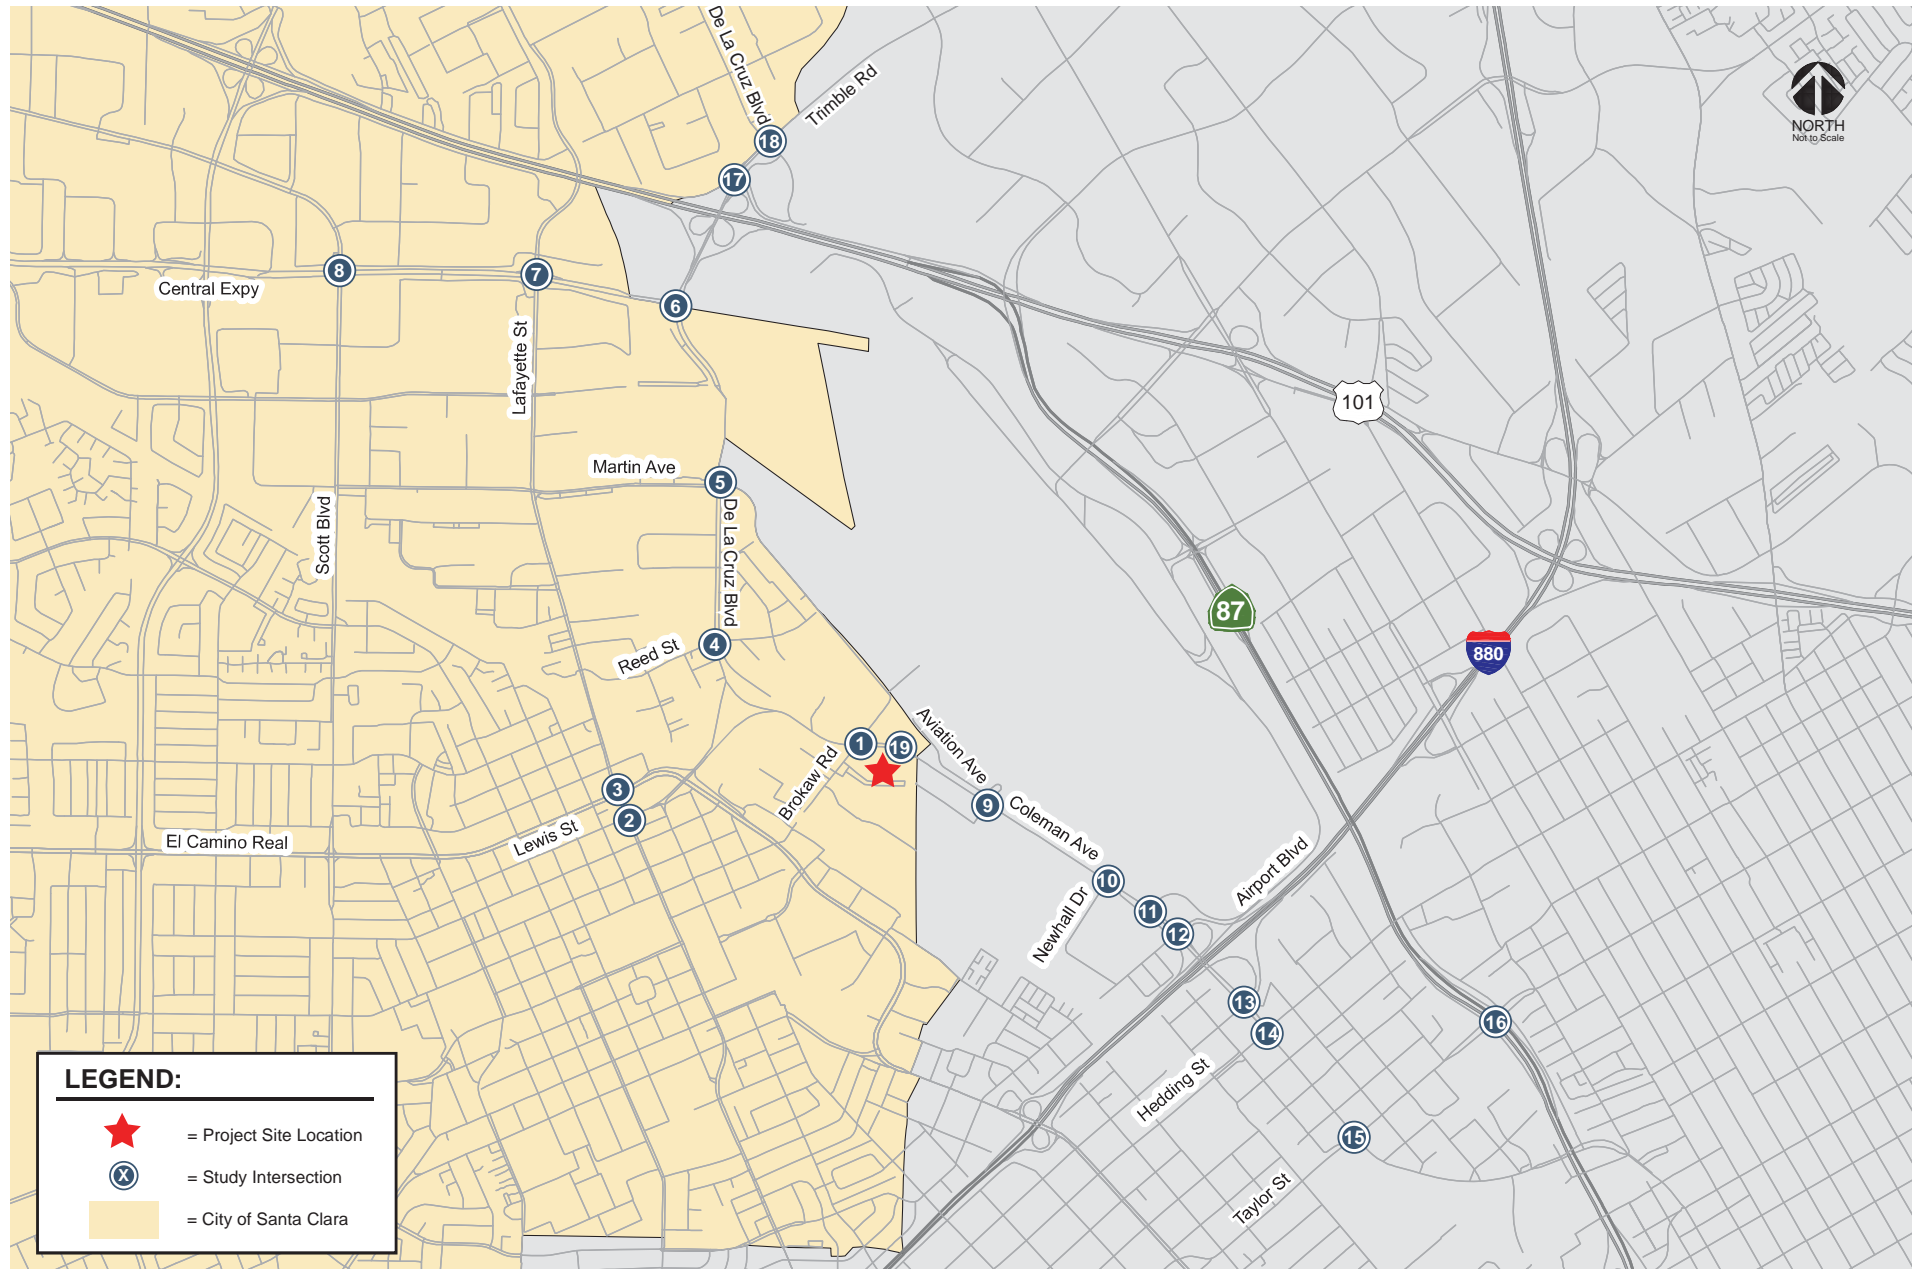 De La Cruz Blvd
Trimble Rd
NORTH
Not to Scale
18
17
8
7
6
Central Expy
Lafayette St
101
Martin Ave
5
Scott Blvd
De La Cruz Blvd
87
4
Reed St
880
Aviation Ave
1
19
Brokaw Rd
3
9
2
Coleman Ave
Lewis St
El Camino Real
Airport Blvd
10
Newhall Dr
11
12
13
16
14
Hedding St
15
Taylor St
LEGEND:
= Project Site Location
X
= Study Intersection
= City of Santa Clara